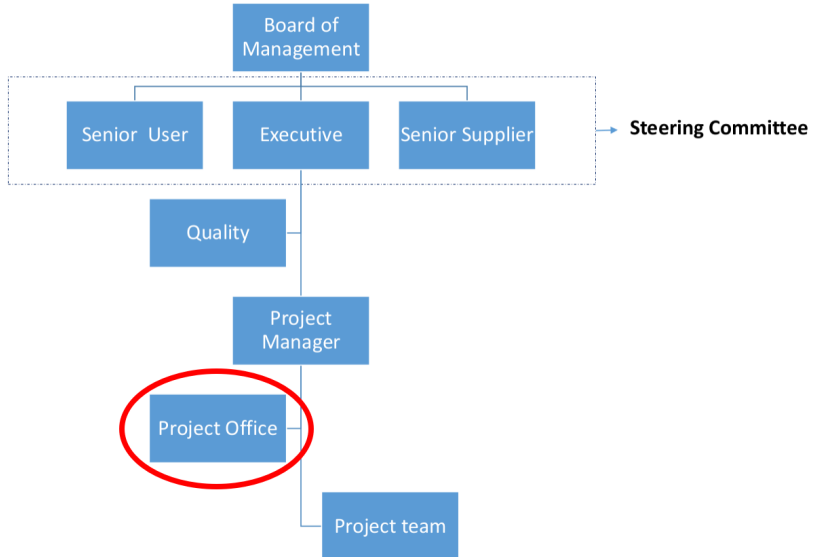 Board of
Management
Senior User
Executive
Senior Supplier
Steering Committee
Quality
Project
Manager
Project Office
Project team